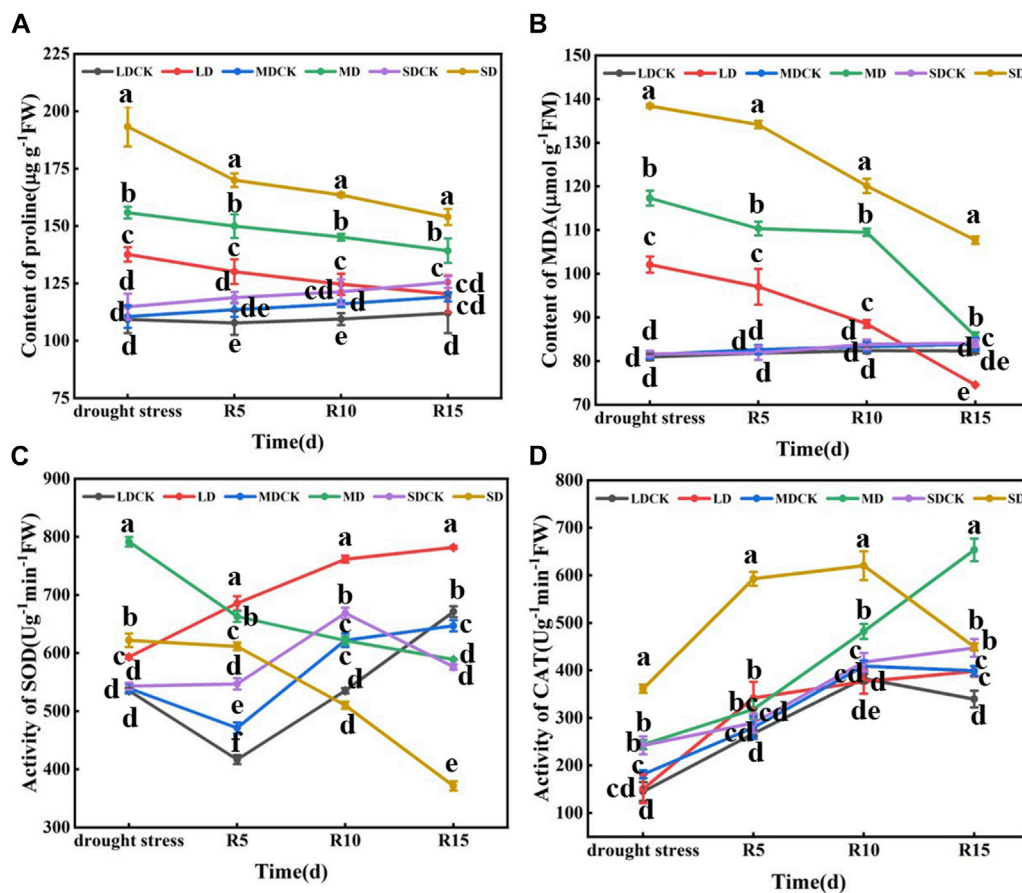 A
225
LDCK LD MDCK MD SDCK SD
200
175
150
125
100
75
Content of proline(μg g⁻¹FW)
a
a
a
a
b
b
b
b
c
c
c
c
d
d
cd
cd
d
de
d
cd
d
e
e
drought stress R5 R10 R15
Time(d)
B
150
LDCK LD MDCK MD SDCK SD
140
130
120
110
100
90
80
70
Content of MDA(μmol g⁻¹FM)
a
a
a
a
b
b
b
b
c
c
c
c
d
d
d
d
d
d
d
d
de
d
d
d
e
drought stress R5 R10 R15
Time(d)
C
900
LDCK LD MDCK MD SDCK SD
800
700
600
500
400
300
Activity of SOD(Ug⁻¹min⁻¹FW)
a
a
a
a
b
b
b
b
c
c
c
c
d
d
c
d
d
e
d
d
f
d
e
drought stress R5 R10 R15
Time(d)
D
800
LDCK LD MDCK MD SDCK SD
700
600
500
400
300
200
100
Activity of CAT(Ug⁻¹min⁻¹FW)
a
a
a
a
b
b
b
b
b
bc
c
c
c
cd
cd
d
c
cd
cd
de
d
d
d
drought stress R5 R10 R15
Time(d)